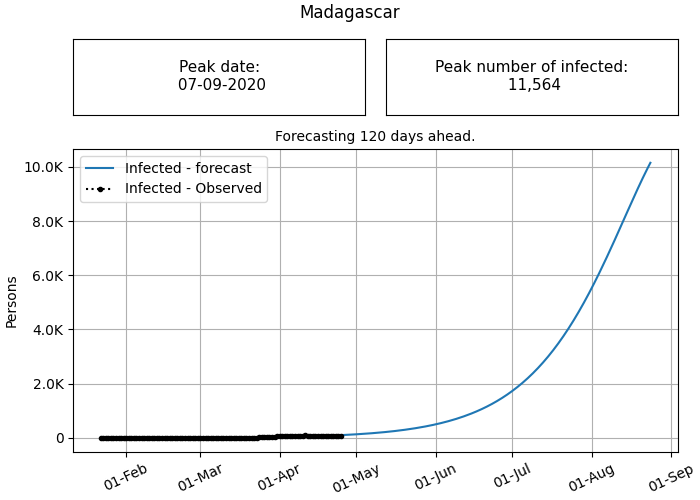 Madagascar
Peak date:
07-09-2020
Peak number of infected:
11,564
Forecasting 120 days ahead.
Infected - forecast
Infected - Observed
Persons
10.0K
8.0K
6.0K
4.0K
2.0K
0
01-Feb
01-Mar
01-Apr
01-May
01-Jun
01-Jul
01-Aug
01-Sep